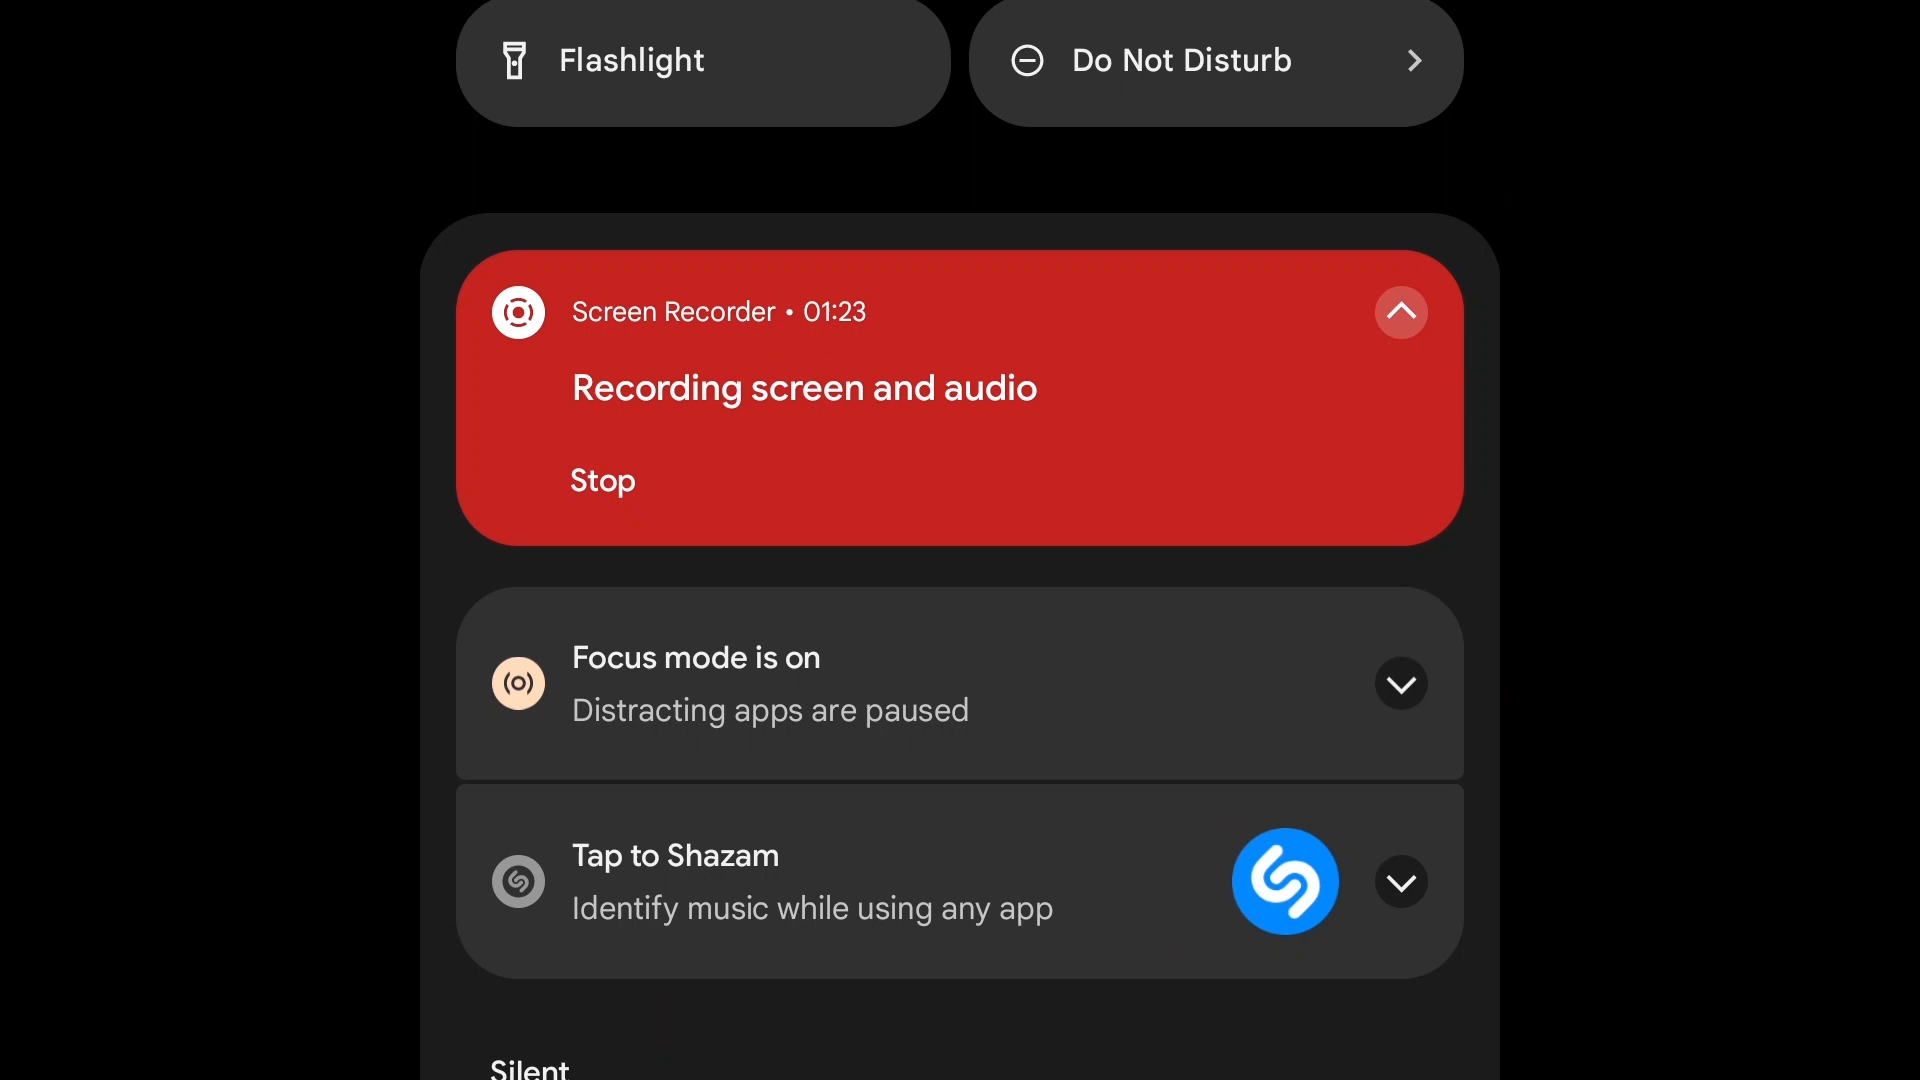 Flashlight
Do Not Disturb
Screen Recorder • 01:23
Recording screen and audio
Stop
Focus mode is on
Distracting apps are paused
Tap to Shazam
Identify music while using any app
Silent